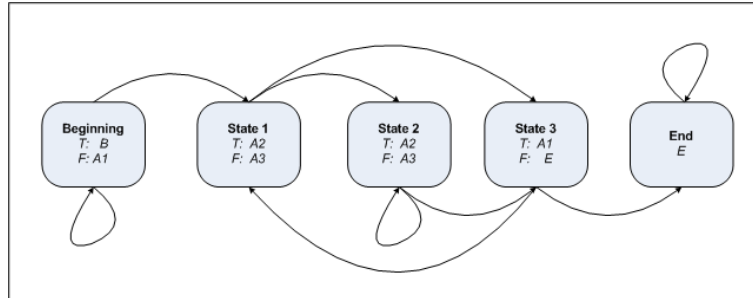 Beginning
T: B
F: A1
State 1
T: A2
F: A3
State 2
T: A2
F: A3
State 3
T: A1
F: E
End
E